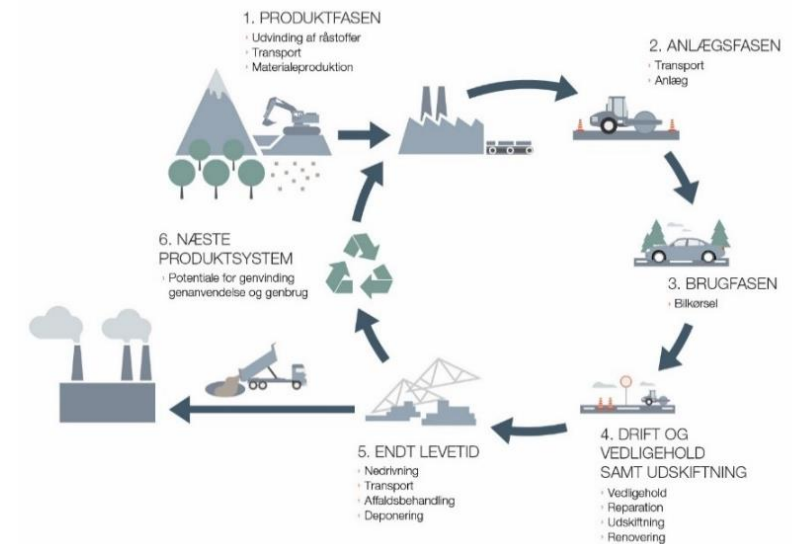 1. PRODUKTFASEN
› Udvinding af råstoffer
› Transport
› Materialeproduktion
2. ANLÆGSFASEN
› Transport
› Anlæg
3. BRUGFASEN
› Bilkørsel
4. DRIFT OG
VEDLIGEHOLD
SAMT UDSKIFTNING
› Vedligehold
› Reparation
› Udskiftning
› Renovering
5. ENDT LEVETID
› Nedrivning
› Transport
› Affaldsbehandling
› Deponering
6. NÆSTE
PRODUKTSYSTEM
› Potentiale for genvinding
genanvendelse og genbrug